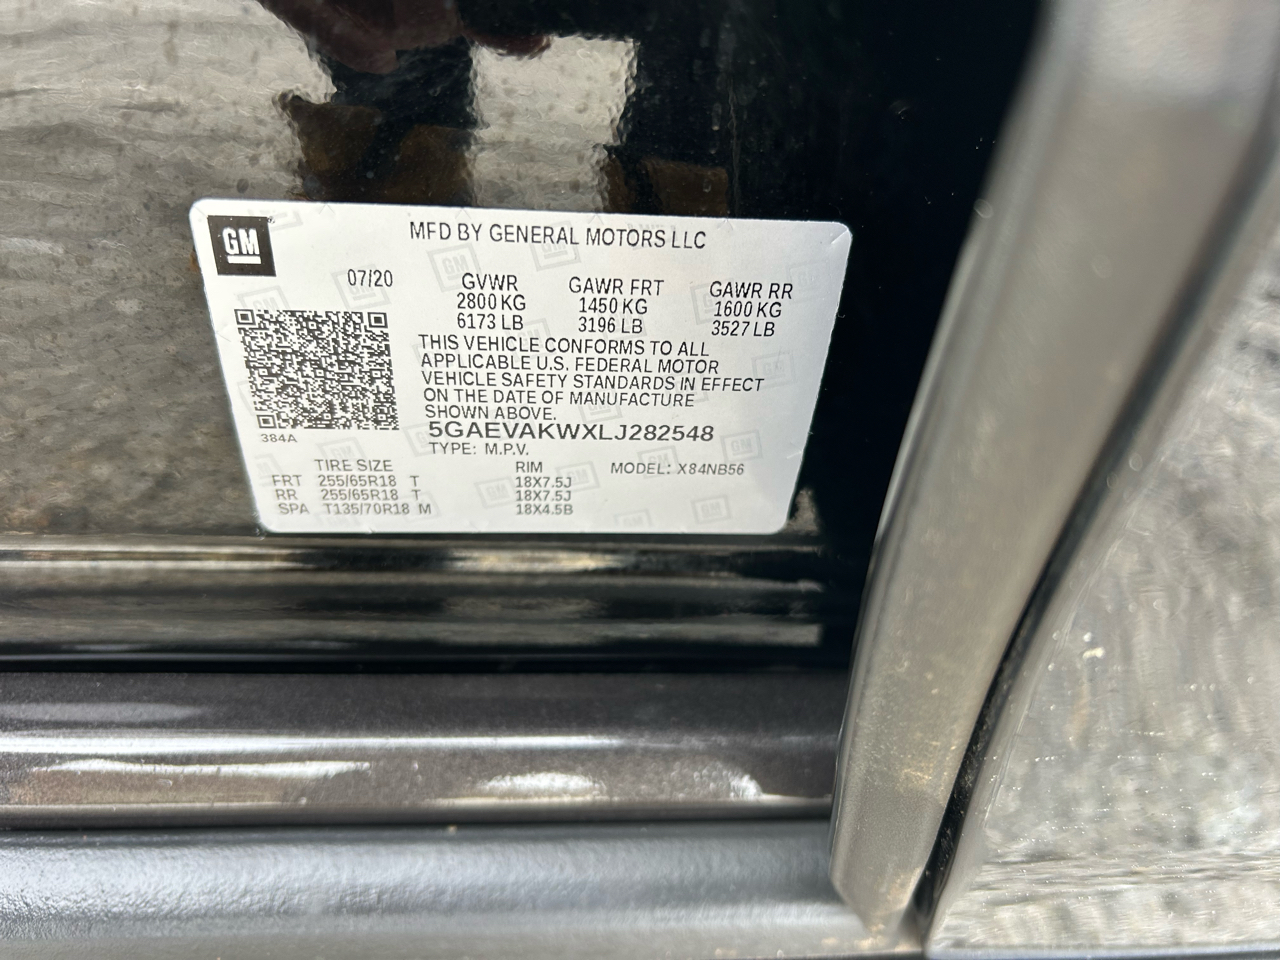 GM
MFD BY GENERAL MOTORS LLC
07/20 GVWR GAWR FRT GAWR RR
2800 KG 1450 KG 1600 KG
6173 LB 3196 LB 3527 LB
THIS VEHICLE CONFORMS TO ALL
APPLICABLE U.S. FEDERAL MOTOR
VEHICLE SAFETY STANDARDS IN EFFECT
ON THE DATE OF MANUFACTURE
SHOWN ABOVE.
384A 5GAEVAKWXLJ282548
TYPE: M.P.V.
TIRE SIZE RIM MODEL: X84NB56
FRT 255/65R18 T 18X7.5J
RR 255/65R18 T 18X7.5J
SPA T135/70R18 M 18X4.5B